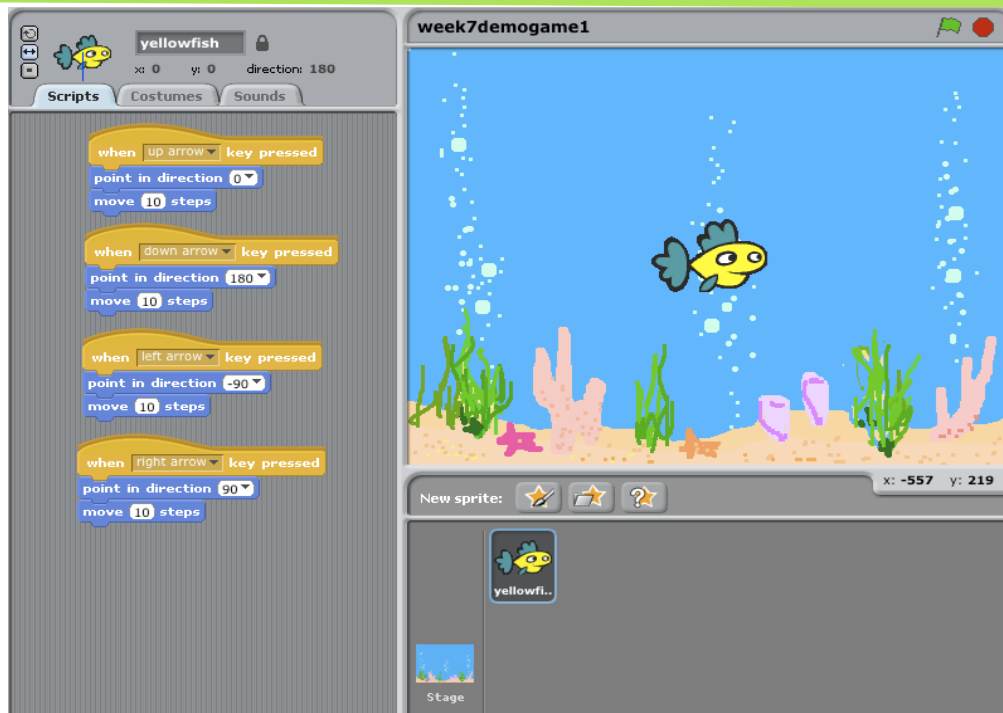 yellowfish
x: 0 y: 0 direction: 180
Scripts Costumes Sounds
when up arrow key pressed
point in direction 0
move 10 steps
when down arrow key pressed
point in direction 180
move 10 steps
when left arrow key pressed
point in direction -90
move 10 steps
when right arrow key pressed
point in direction 90
move 10 steps
week7demogame1
x: -557 y: 219
New sprite:
yellowfi..
Stage